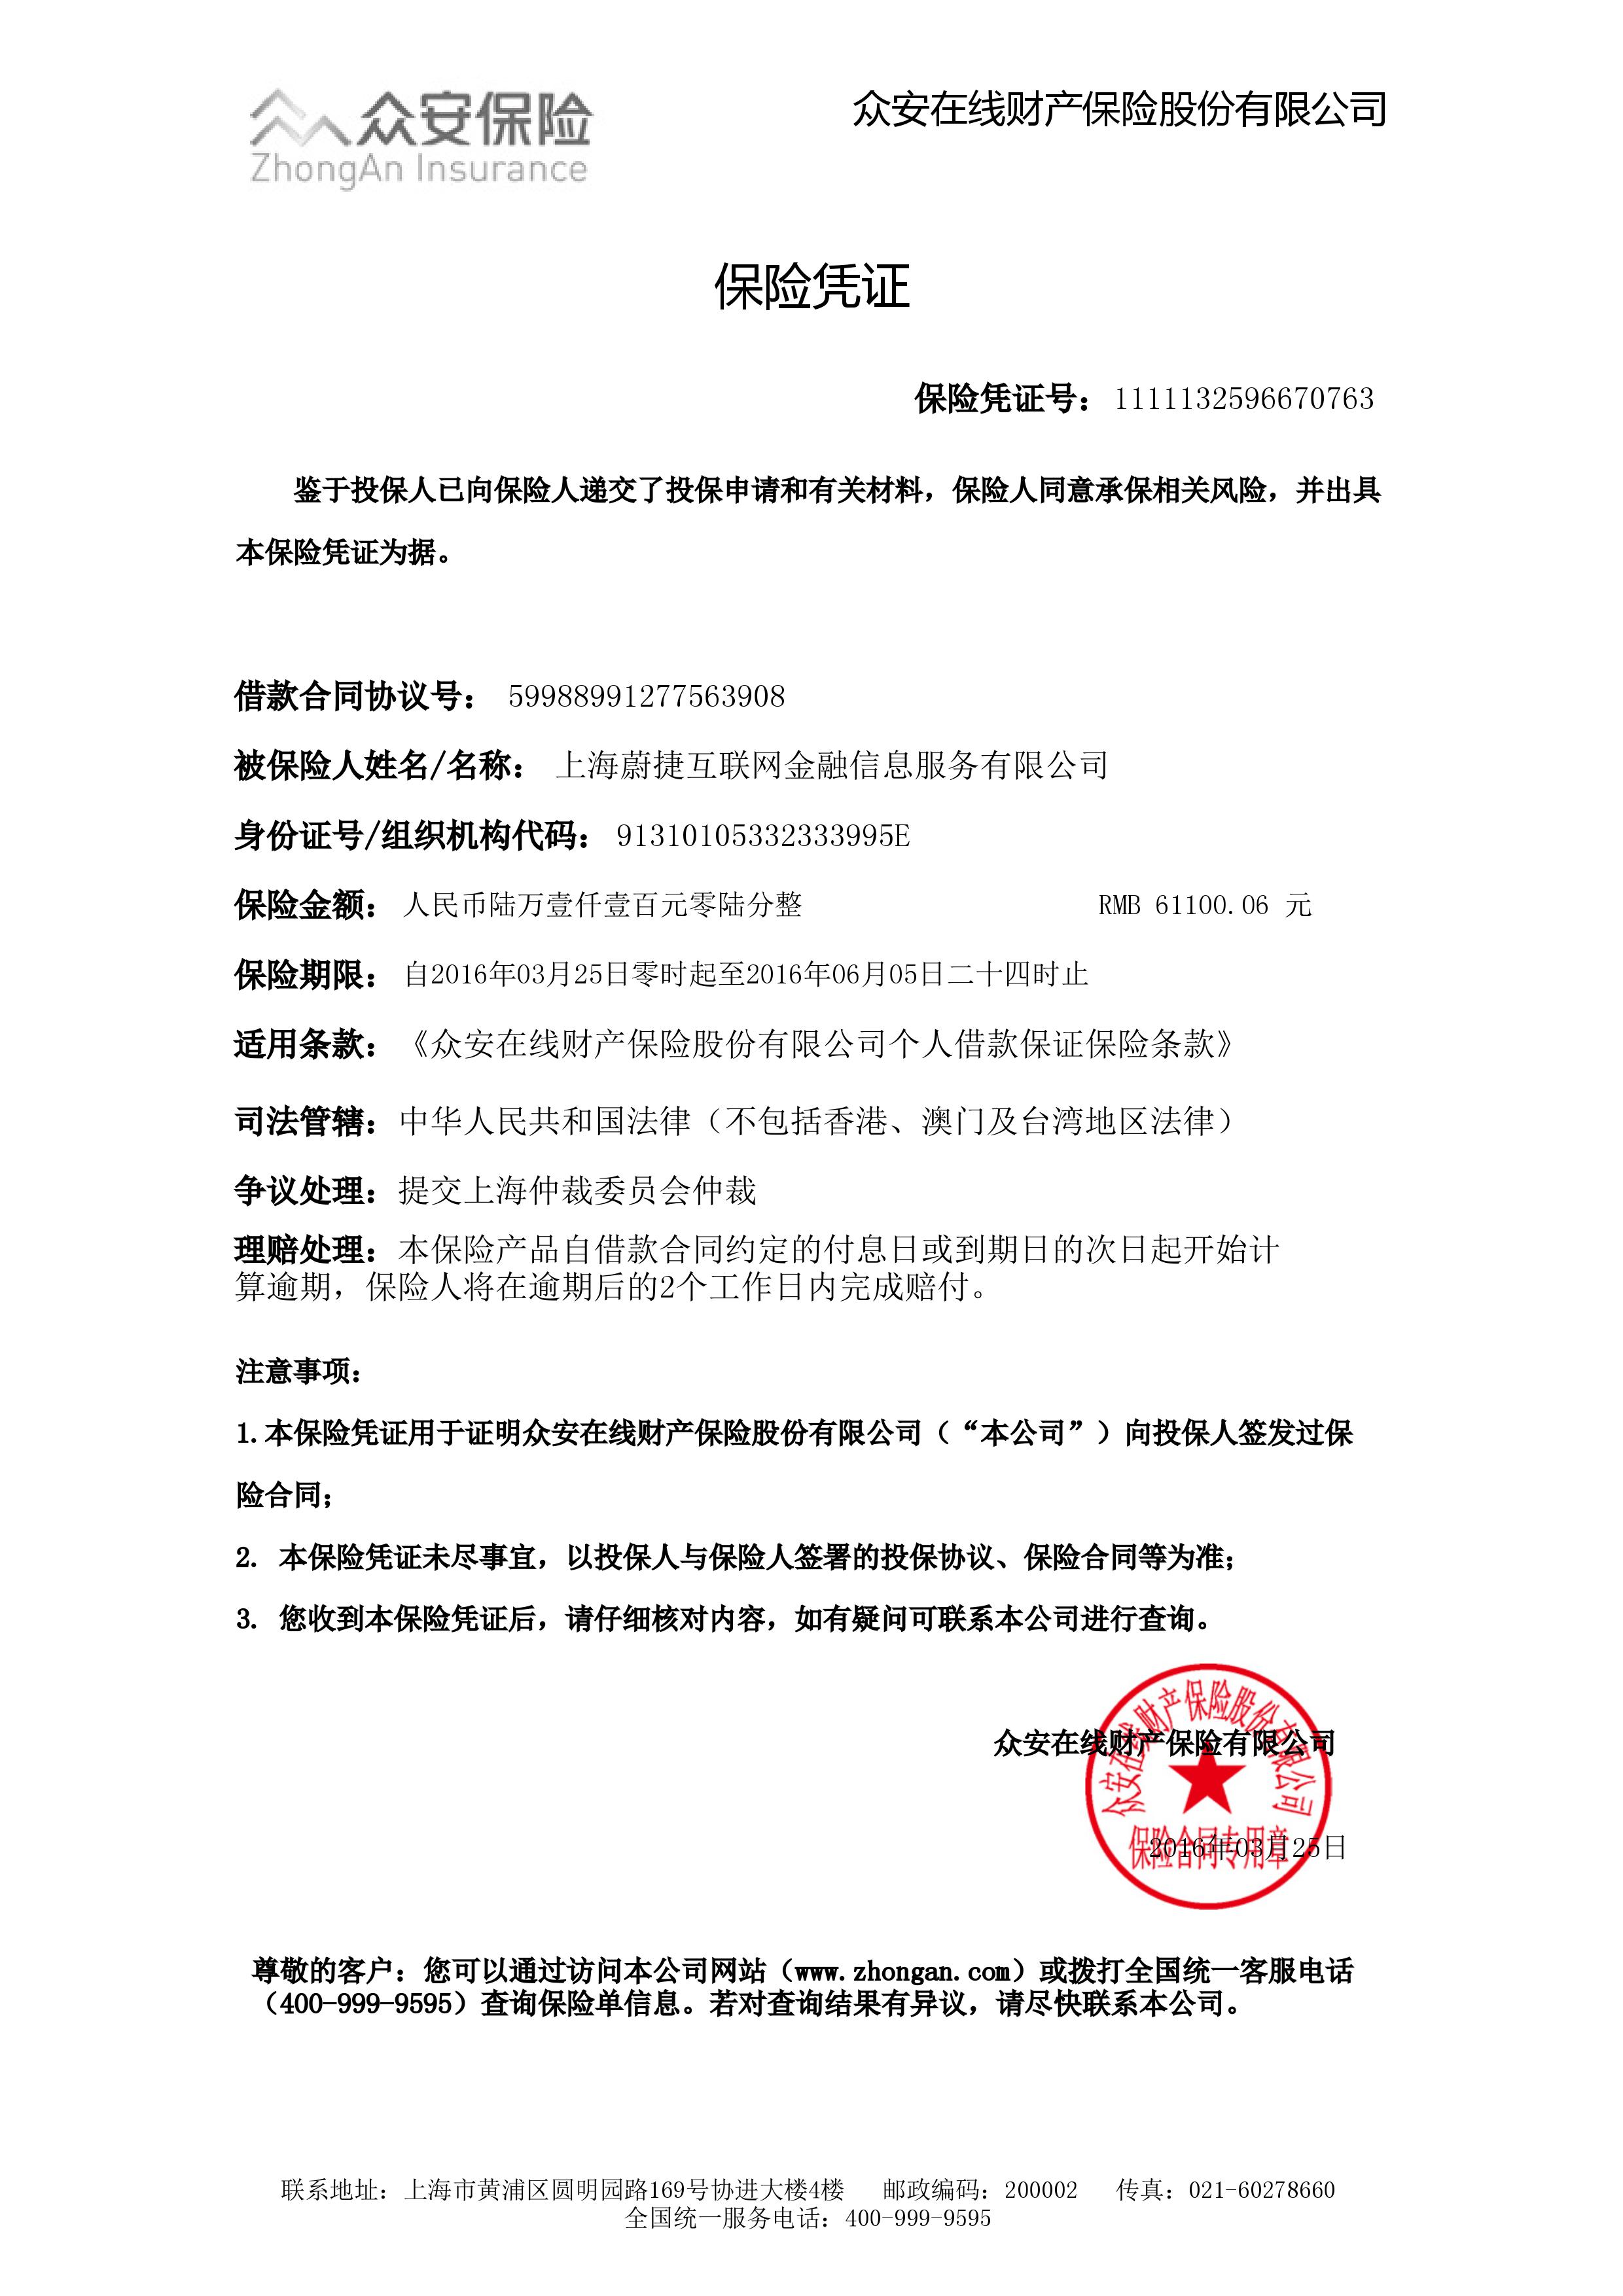 众安保险
ZhongAn Insurance
众安在线财产保险股份有限公司
保险凭证
保险凭证号：1111132596670763
鉴于投保人已向保险人递交了投保申请和有关材料，保险人同意承保相关风险，并出具
本保险凭证为据。
借款合同协议号： 59988991277563908
被保险人姓名/名称： 上海蔚捷互联网金融信息服务有限公司
身份证号/组织机构代码： 91310105332333995E
保险金额： 人民币陆万壹仟壹百元零陆分整 RMB 61100.06 元
保险期限： 自2016年03月25日零时起至2016年06月05日二十四时止
适用条款：《众安在线财产保险股份有限公司个人借款保证保险条款》
司法管辖：中华人民共和国法律（不包括香港、澳门及台湾地区法律）
争议处理：提交上海仲裁委员会仲裁
理赔处理：本保险产品自借款合同约定的付息日或到期日的次日起开始计
算逾期，保险人将在逾期后的2个工作日内完成赔付。
注意事项：
1.本保险凭证用于证明众安在线财产保险股份有限公司（“本公司”）向投保人签发过保
险合同；
2. 本保险凭证未尽事宜，以投保人与保险人签署的投保协议、保险合同等为准；
3. 您收到本保险凭证后，请仔细核对内容，如有疑问可联系本公司进行查询。
众安在线财产保险股份有限公司
众安在线财产保险有限公司
保险合同专用章
2016年03月25日
尊敬的客户：您可以通过访问本公司网站（www.zhongan.com）或拨打全国统一客服电话
（400-999-9595）查询保险单信息。若对查询结果有异议，请尽快联系本公司。
联系地址：上海市黄浦区圆明园路169号协进大楼4楼 邮政编码：200002 传真：021-60278660
全国统一服务电话：400-999-9595